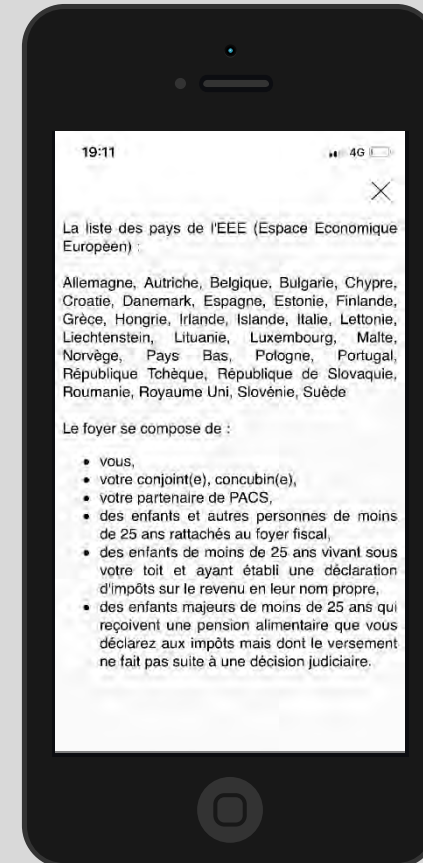 19:11
4G
La liste des pays de l'EEE (Espace Economique
Européen) :
Allemagne, Autriche, Belgique, Bulgarie, Chypre,
Croatie, Danemark, Espagne, Estonie, Finlande,
Grèce, Hongrie, Irlande, Islande, Italie, Lettonie,
Liechtenstein, Lituanie, Luxembourg, Malte,
Norvège, Pays Bas, Pologne, Portugal,
République Tchèque, République de Slovaquie,
Roumanie, Royaume Uni, Slovénie, Suède
Le foyer se compose de :
• vous,
• votre conjoint(e), concubin(e),
• votre partenaire de PACS,
• des enfants et autres personnes de moins
de 25 ans rattachés au foyer fiscal,
• des enfants de moins de 25 ans vivant sous
votre toit et ayant établi une déclaration
d'impôts sur le revenu en leur nom propre,
• des enfants majeurs de moins de 25 ans qui
reçoivent une pension alimentaire que vous
déclarez aux impôts mais dont le versement
ne fait pas suite à une décision judiciaire.